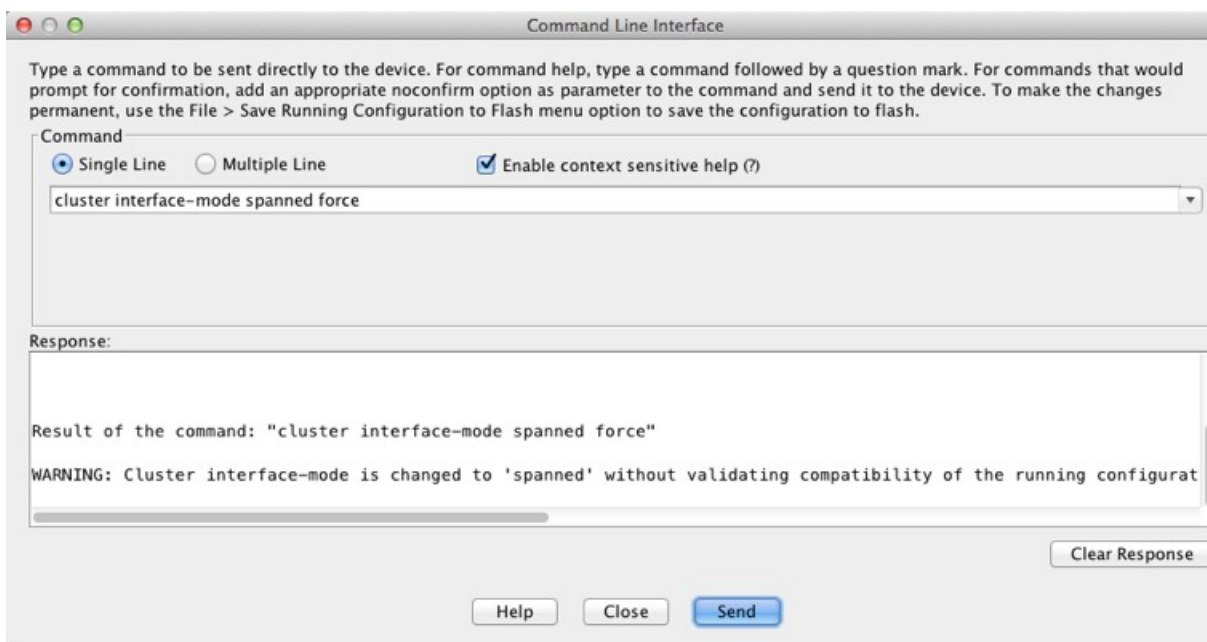 Command Line Interface
Type a command to be sent directly to the device. For command help, type a command followed by a question mark. For commands that would
prompt for confirmation, add an appropriate noconfirm option as parameter to the command and send it to the device. To make the changes
permanent, use the File > Save Running Configuration to Flash menu option to save the configuration to flash.
Command
Single Line Multiple Line Enable context sensitive help (?)
cluster interface-mode spanned force
Response:
Result of the command: "cluster interface-mode spanned force"
WARNING: Cluster interface-mode is changed to 'spanned' without validating compatibility of the running configurat
Clear Response
Help Close Send